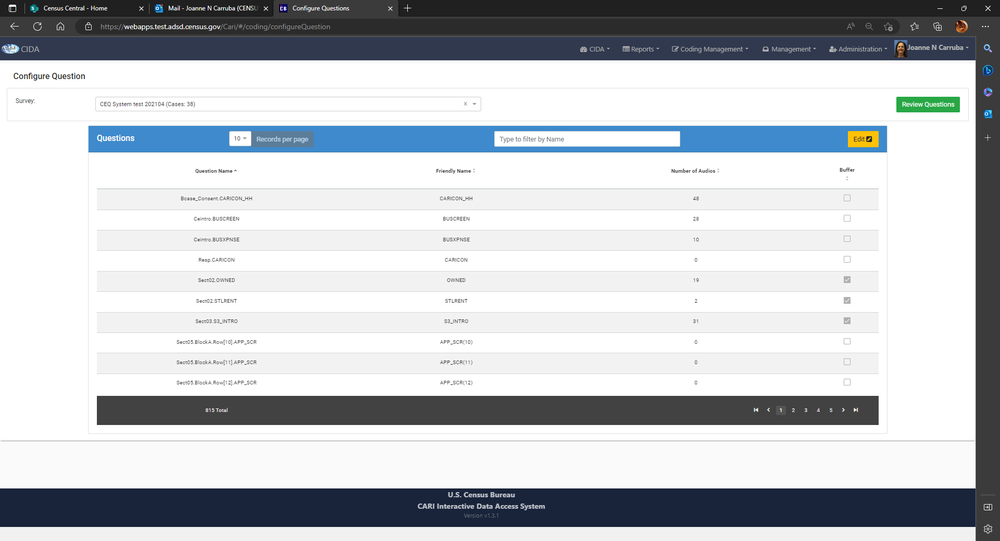 Census Central - Home
Mail - Joanne N Carruba (CENSU
CB Configure Questions
https://webapps.test.adsd.census.gov/Cari/#/coding/configureQuestion
CIDA
CIDA Reports Coding Management Management Administration Joanne N Carruba
Configure Question
Survey:
CEQ System test 202104 (Cases: 38) ×
Review Questions
Questions
10 Records per page
Type to filter by Name
Edit
Question Name Friendly Name Number of Audios Buffer
Bcase_Consent.CARICON_HH CARICON_HH 48
Ceintro.BUSCREEN BUSCREEN 28
Ceintro.BUSXPNSE BUSXPNSE 10
Resp.CARICON CARICON 0
Sect02.OWNED OWNED 19
Sect02.STLRENT STLRENT 2
Sect03.S3_INTRO S3_INTRO 31
Sect05.BlockA.Row[10].APP_SCR APP_SCR(10) 0
Sect05.BlockA.Row[11].APP_SCR APP_SCR(11) 0
Sect05.BlockA.Row[12].APP_SCR APP_SCR(12) 0
815 Total 1 2 3 4 5
U.S. Census Bureau
CARI Interactive Data Access System
Version v1.3.1